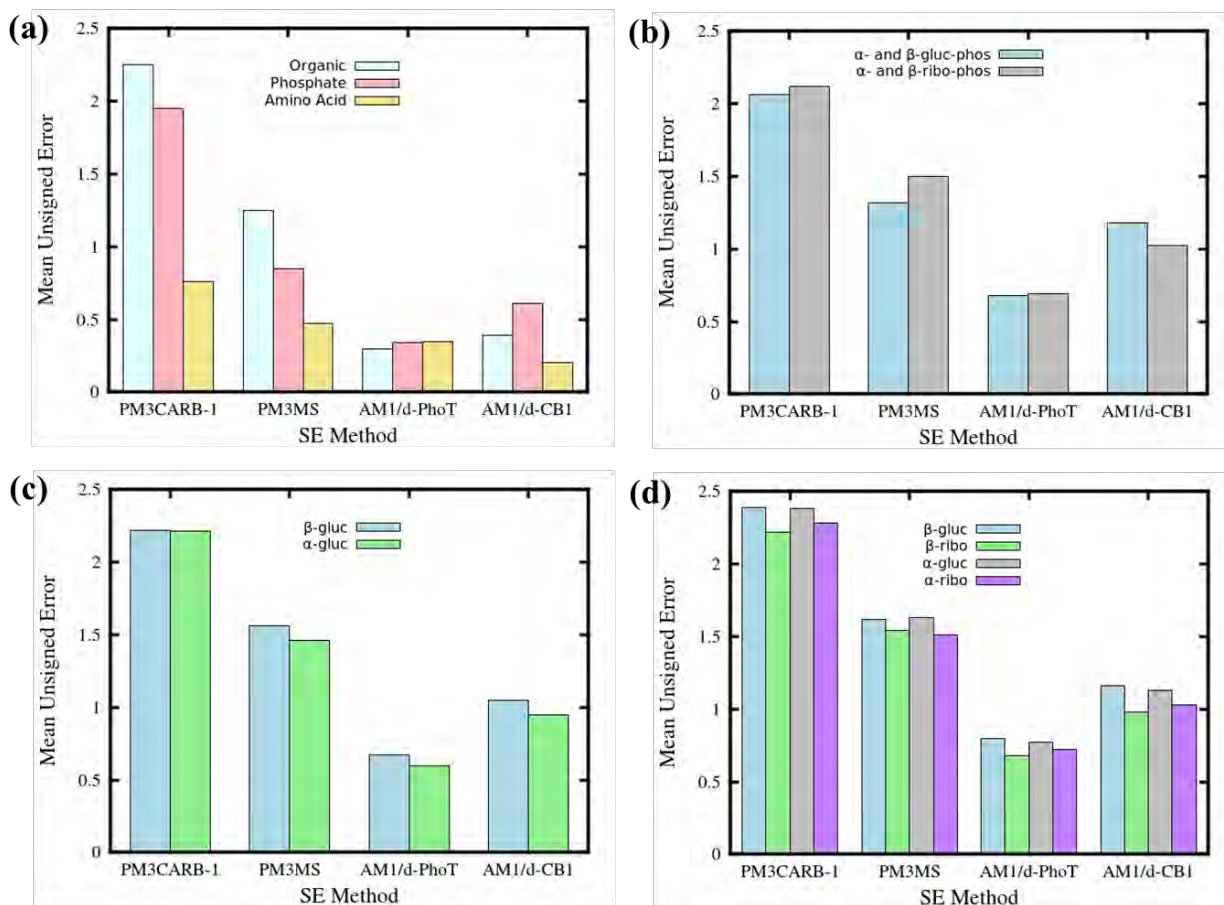 (a)
Mean Unsigned Error
2.5
2
1.5
1
0.5
0
Organic
Phosphate
Amino Acid
PM3CARB-1 PM3MS AM1/d-PhoT AM1/d-CB1
SE Method
(b)
Mean Unsigned Error
2.5
2
1.5
1
0.5
0
α- and β-gluc-phos
α- and β-ribo-phos
PM3CARB-1 PM3MS AM1/d-PhoT AM1/d-CB1
SE Method
(c)
Mean Unsigned Error
2.5
2
1.5
1
0.5
0
β-gluc
α-gluc
PM3CARB-1 PM3MS AM1/d-PhoT AM1/d-CB1
SE Method
(d)
Mean Unsigned Error
2.5
2
1.5
1
0.5
0
β-gluc
β-ribo
α-gluc
α-ribo
PM3CARB-1 PM3MS AM1/d-PhoT AM1/d-CB1
SE Method